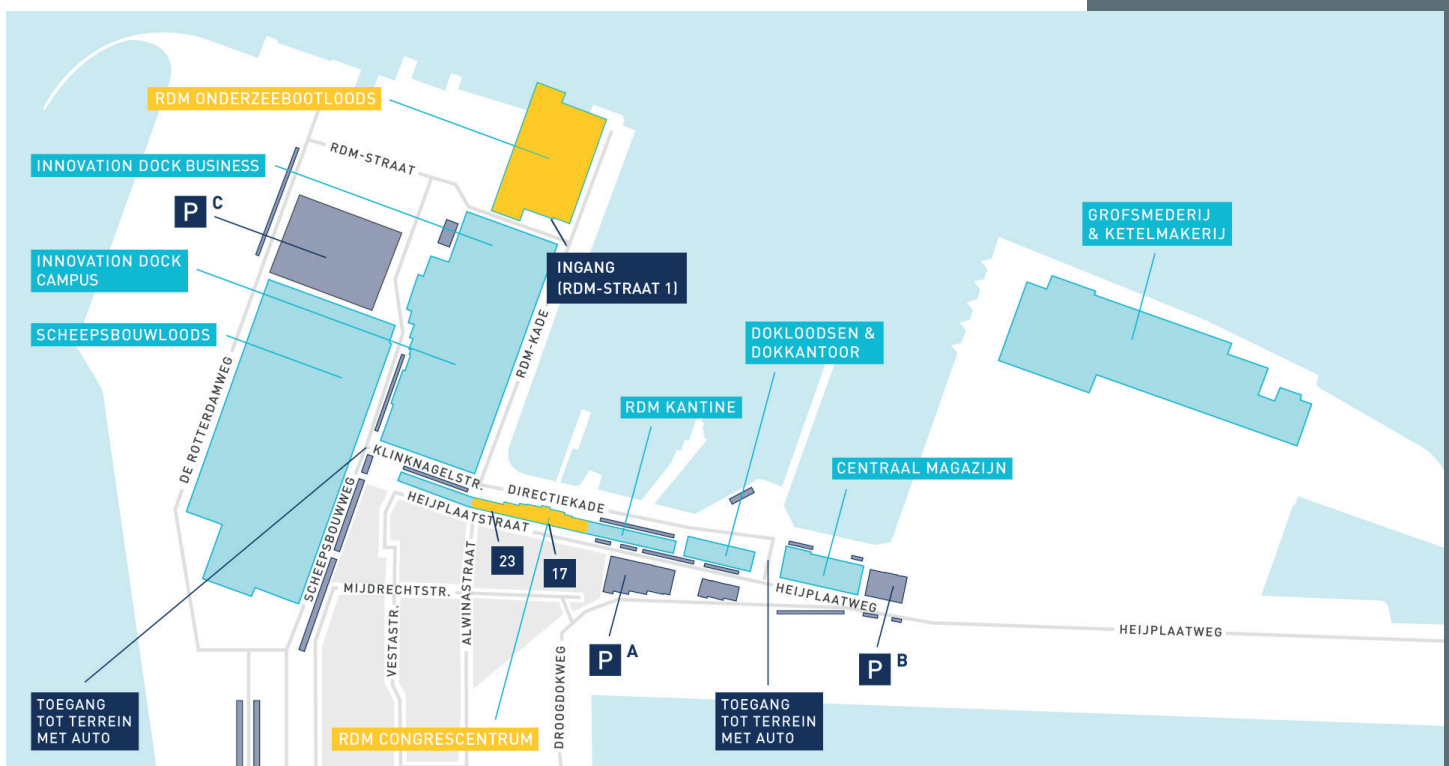 RDM ONDERZEEBOOTLOODS
RDM-STRAAT
INNOVATION DOCK BUSINESS
P C
INNOVATION DOCK
CAMPUS
SCHEEPSBOUWLOODS
INGANG
(RDM-STRAAT 1)
GROFSMEDERIJ
& KETELMAKERIJ
DOKLOODSEN &
DOKKANTOOR
RDM KANTINE
CENTRAAL MAGAZIJN
DE ROTTERDAMWEG
RDM-KADE
KLINKNAGELSTR.
DIRECTIEKADE
HEIJPLAATSTRAAT
SCHEEPSBOUWWEG
23
17
MIJDRECHTSTR.
VESTASTR.
ALWINASTRAAT
DROOGDOKWEG
HEIJPLAATWEG
HEIJPLAATWEG
P A
P B
TOEGANG
TOT TERREIN
MET AUTO
RDM CONGRESCENTRUM
TOEGANG
TOT TERREIN
MET AUTO